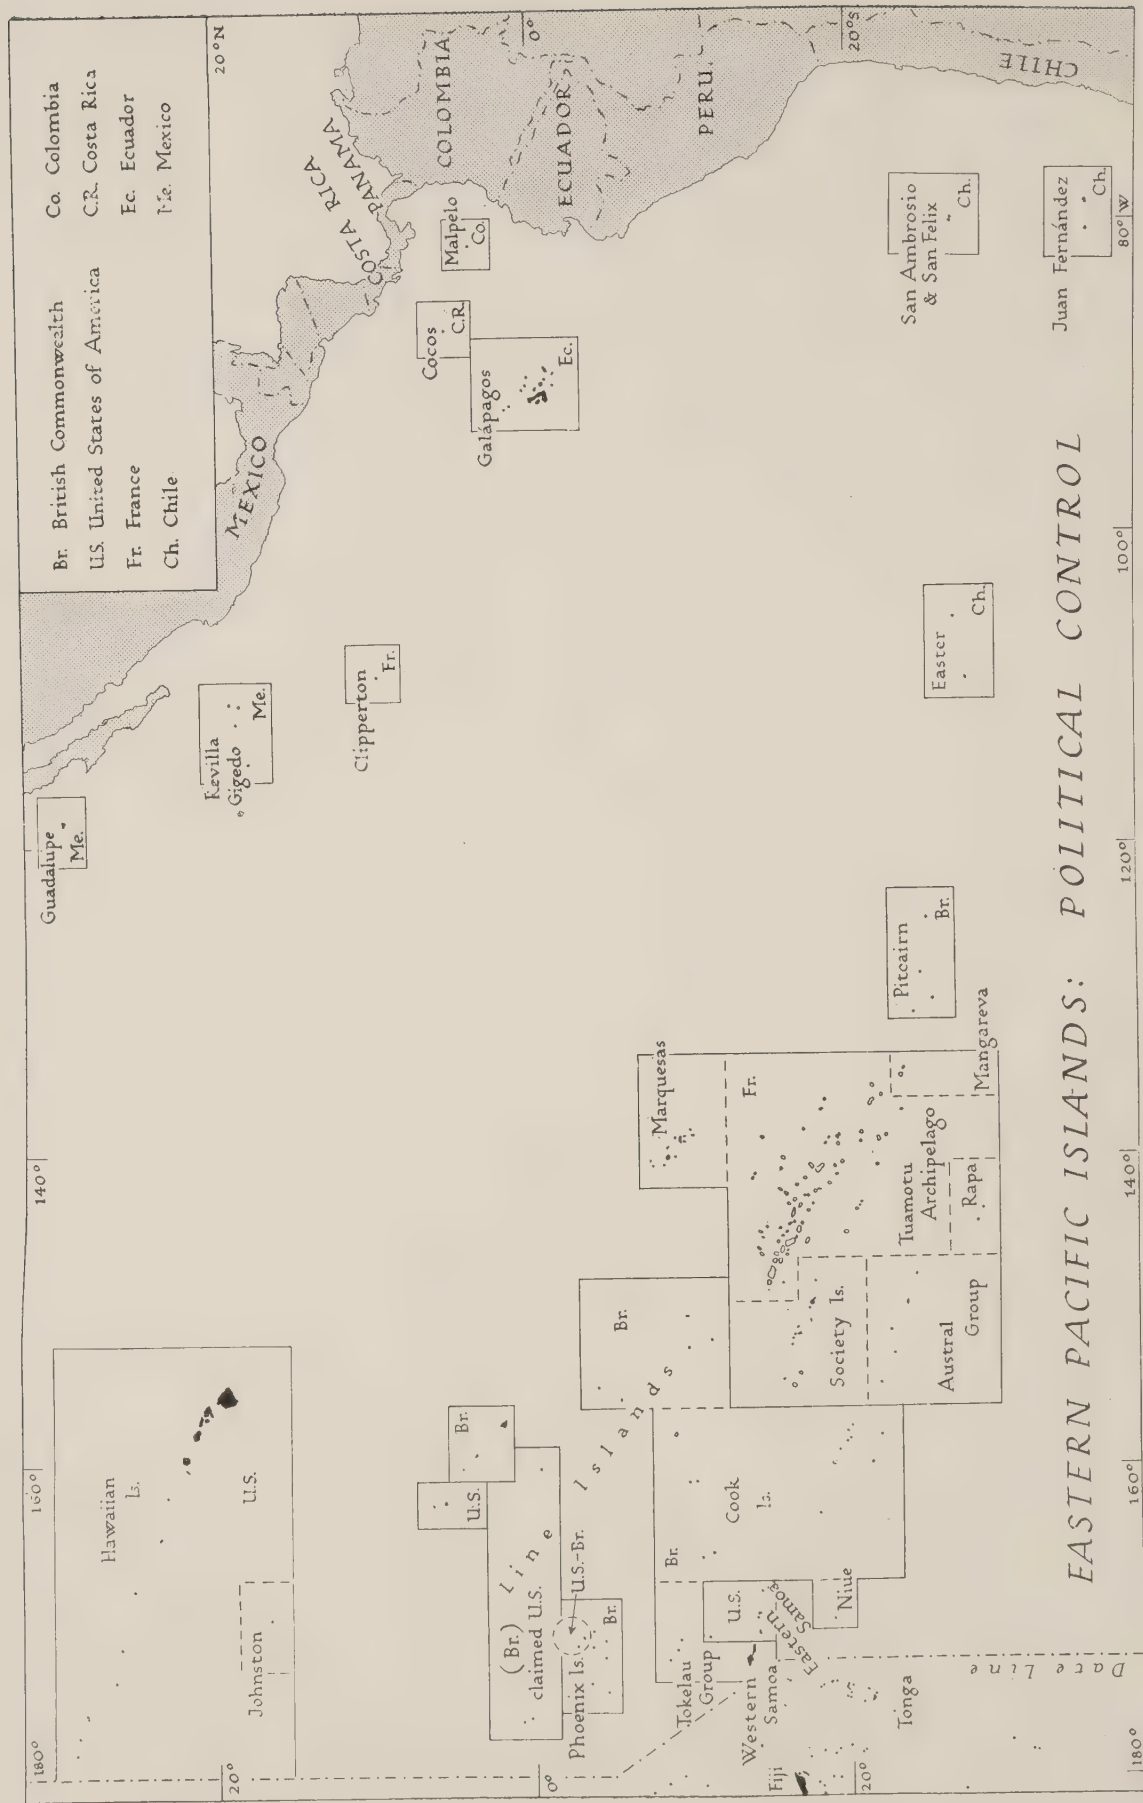 Br. British Commonwealth
U.S. United States of America
Fr. France
Ch. Chile
Co. Colombia
C.R. Costa Rica
Ec. Ecuador
Me. Mexico
180°
160°
140°
20°N
Guadalupe
Me.
MEXICO
COSTA RICA
PANAMA
COLOMBIA
0°
ECUADOR
PERU.
20°S
CHILE
Hawaiian
Is.
U.S.
Johnston
20°
Revilla
Gigedo
Me.
Clipperton
Fr.
Cocos
C.R.
Malpelo
Co.
Galápagos
Ec.
U.S.
Br.
(Br.)
claimed U.S.
Line
Islands
0°
Phoenix Is.
U.S.-Br.
Br.
Br.
Marquesas
Fr.
Tokelau
Group
Br.
U.S.
Cook
Is.
Western
Samoa
Eastern
Samoa
Niue
Fiji
Tonga
20°
Date Line
Society Is.
Tuamotu
Archipelago
Austral
Group
Rapa
Mangareva
Pitcairn
Br.
Easter
Ch.
San Ambrosio
& San Felix
Ch.
Juan Fernández
Ch.
EASTERN PACIFIC ISLANDS: POLITICAL CONTROL
180°
160°
140°
120°
100°
80°W